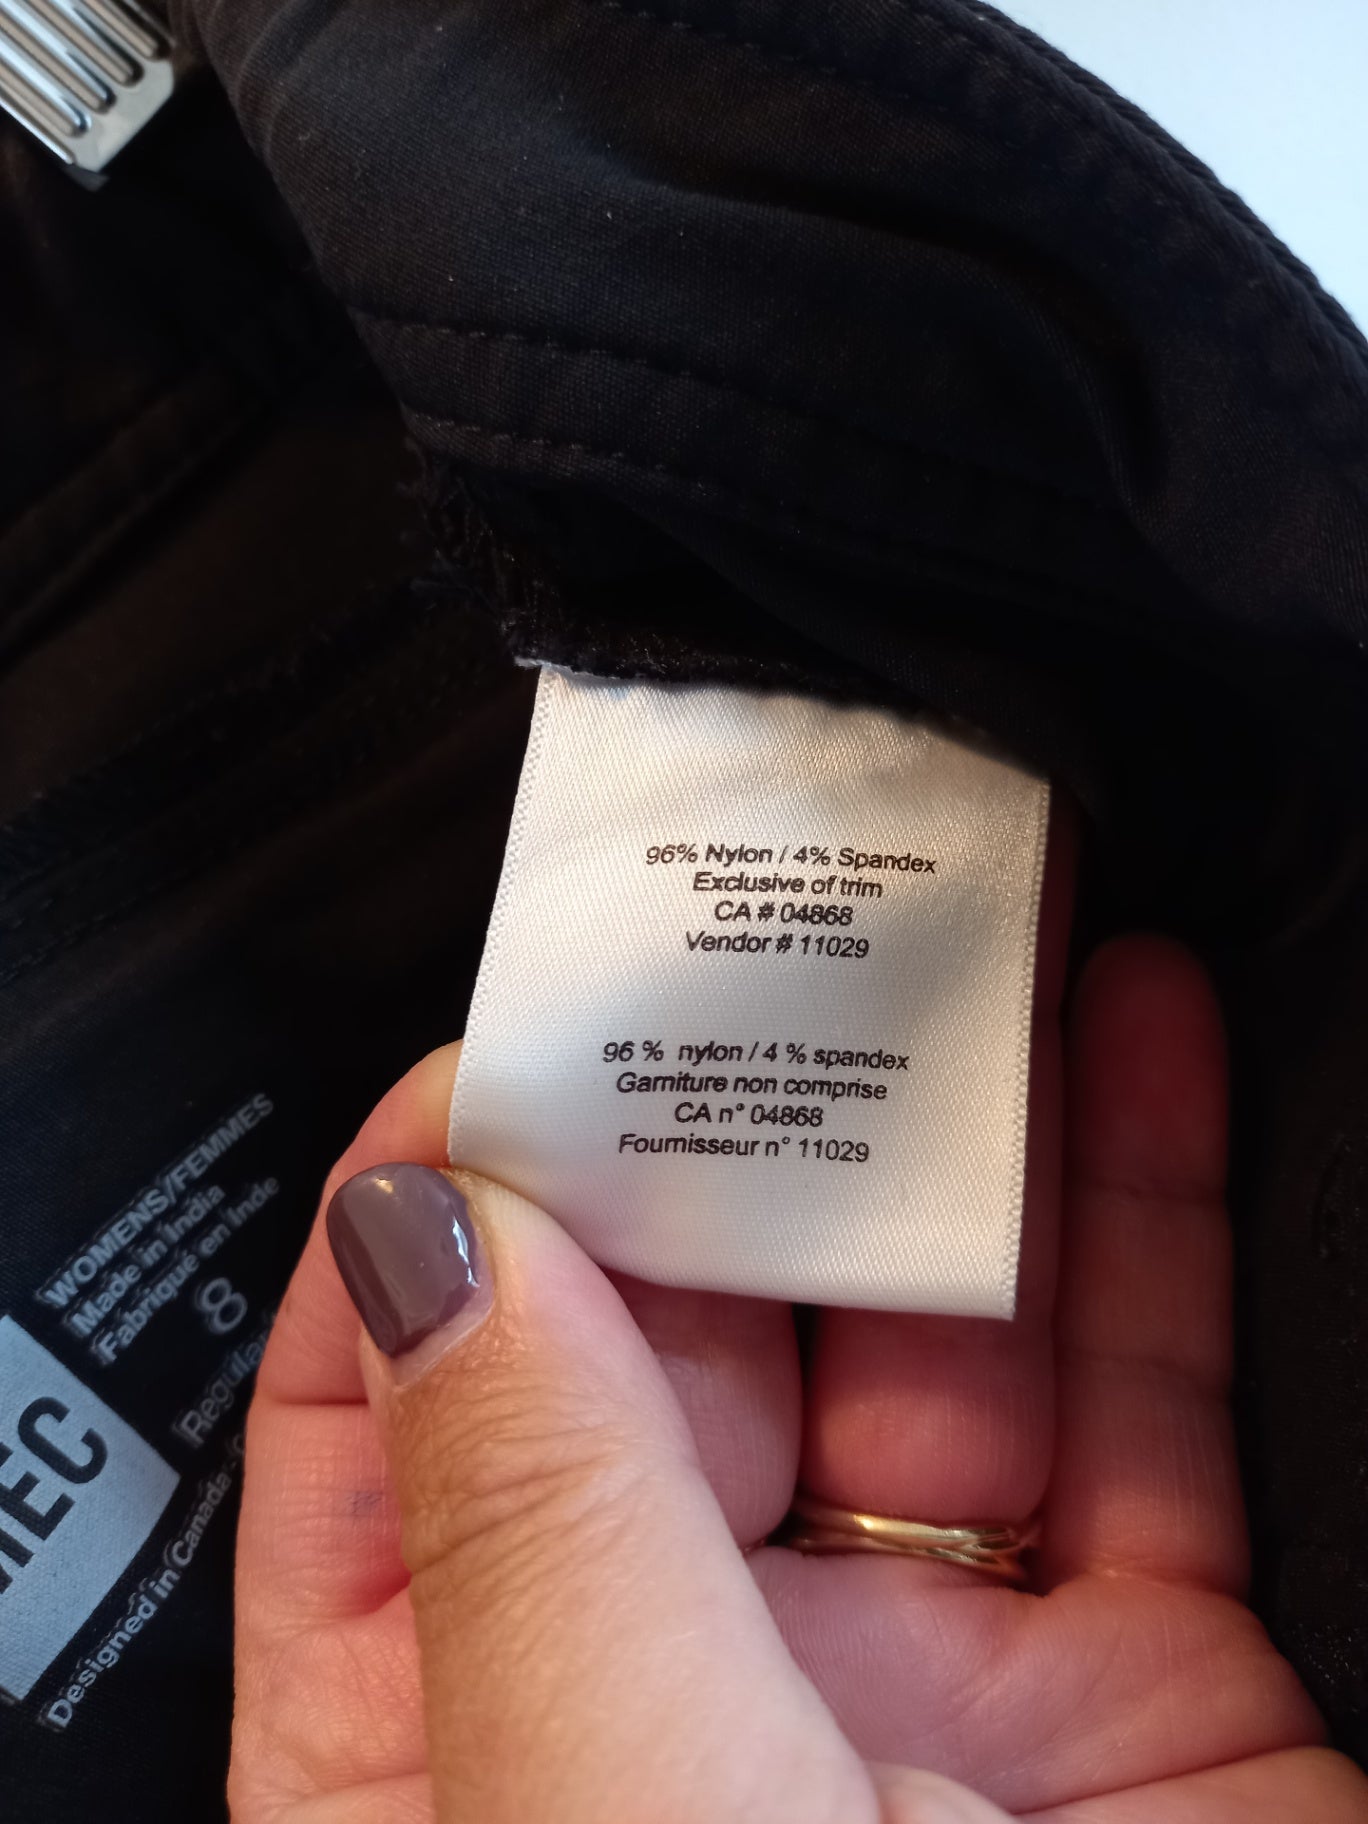 96% Nylon / 4% Spandex
Exclusive of trim
CA # 04868
Vendor # 11029
96 % nylon / 4 % spandex
Garniture non comprise
CA n° 04868
Fournisseur n° 11029
WOMENS/FEMMES
Made in India
Fabriqué en Inde
8
MEC
Designed in Canada